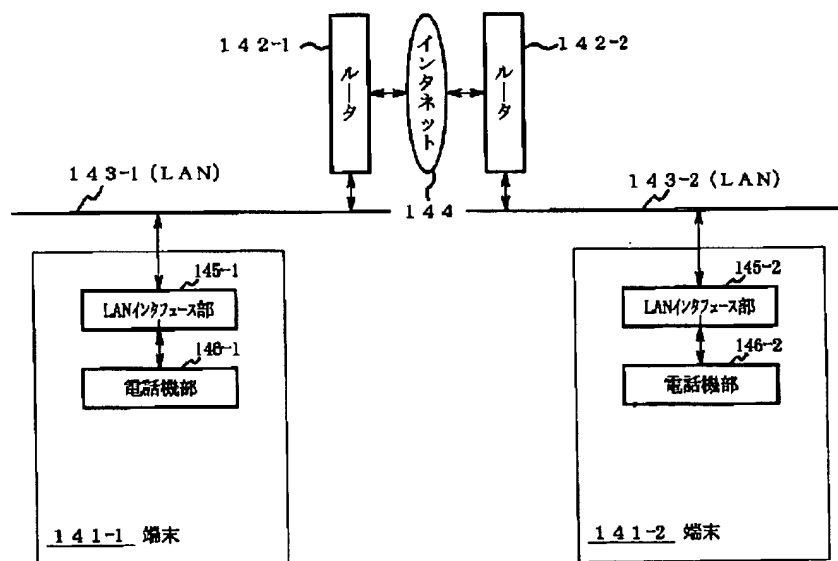 142-1
142-2
ルータ
インタネット
ルータ
143-1(LAN)
144
143-2(LAN)
145-1
LANインタフェース部
146-1
電話機部
141-1 端末
145-2
LANインタフェース部
146-2
電話機部
141-2 端末